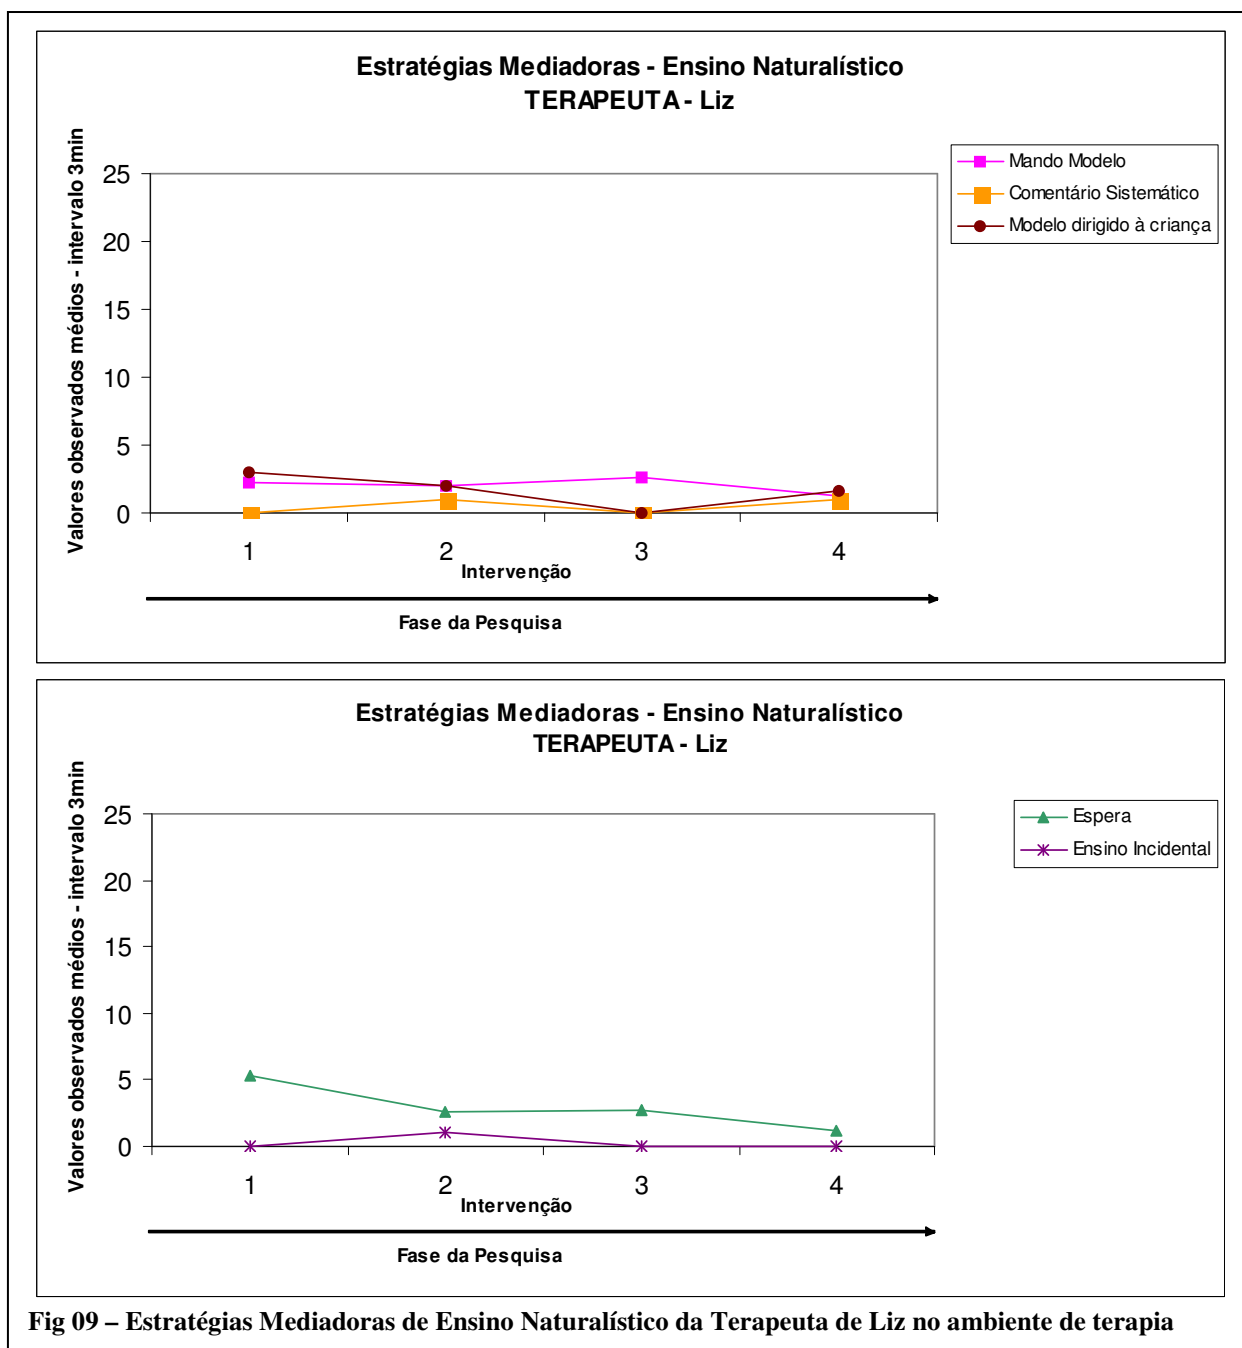 Estratégias Mediadoras - Ensino Naturalístico
TERAPEUTA - Liz
Valores observados médios - intervalo 3min
25
20
15
10
5
0
1 2 3 4
Intervenção
Fase da Pesquisa
Mando Modelo
Comentário Sistemático
Modelo dirigido à criança
Estratégias Mediadoras - Ensino Naturalístico
TERAPEUTA - Liz
Valores observados médios - intervalo 3min
25
20
15
10
5
0
1 2 3 4
Intervenção
Fase da Pesquisa
Espera
Ensino Incidental
Fig 09 – Estratégias Mediadoras de Ensino Naturalístico da Terapeuta de Liz no ambiente de terapia